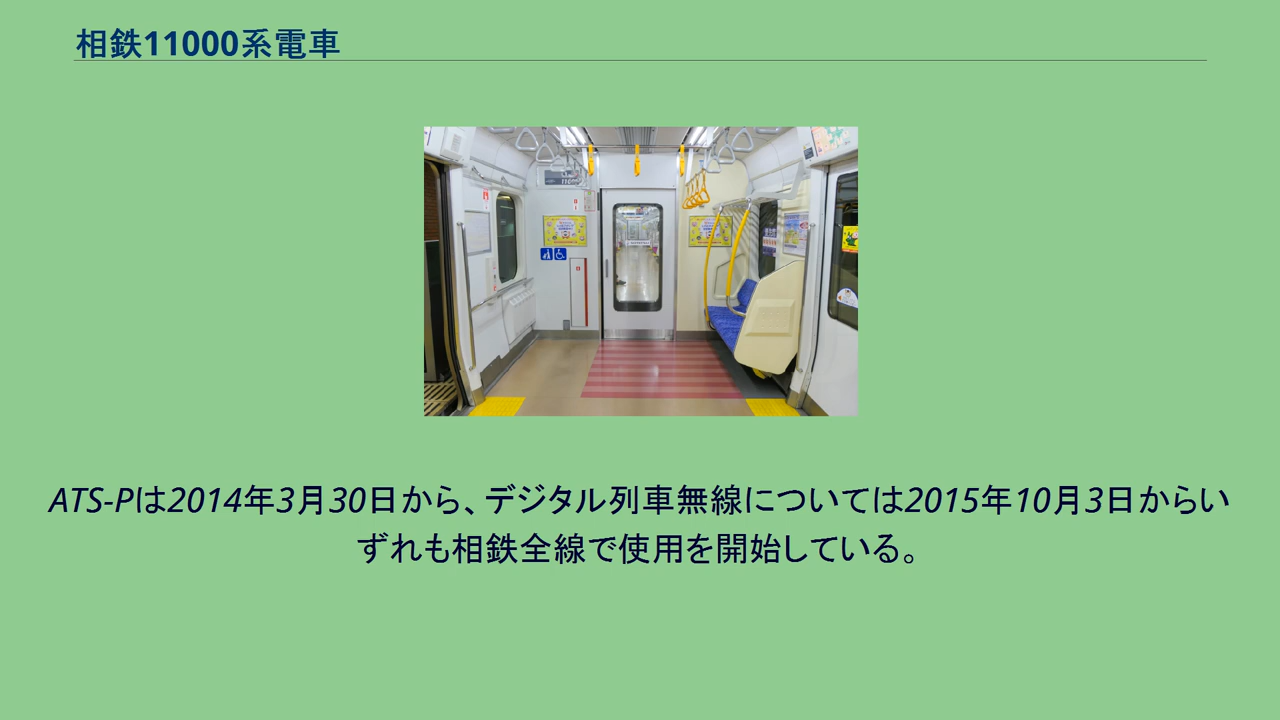 相鉄11000系電車
ATS-Pは2014年3月30日から、デジタル列車無線については2015年10月3日からい
ずれも相鉄全線で使用を開始している。